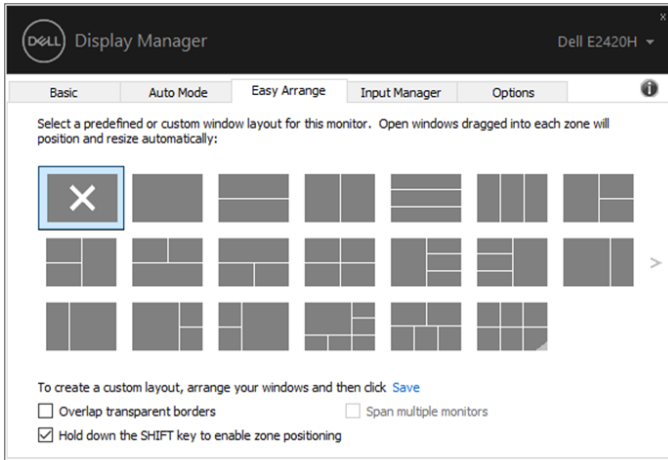 x
DELL Display Manager Dell E2420H
Basic Auto Mode Easy Arrange Input Manager Options i
Select a predefined or custom window layout for this monitor. Open windows dragged into each zone will
position and resize automatically:
>
To create a custom layout, arrange your windows and then click Save
Overlap transparent borders Span multiple monitors
Hold down the SHIFT key to enable zone positioning